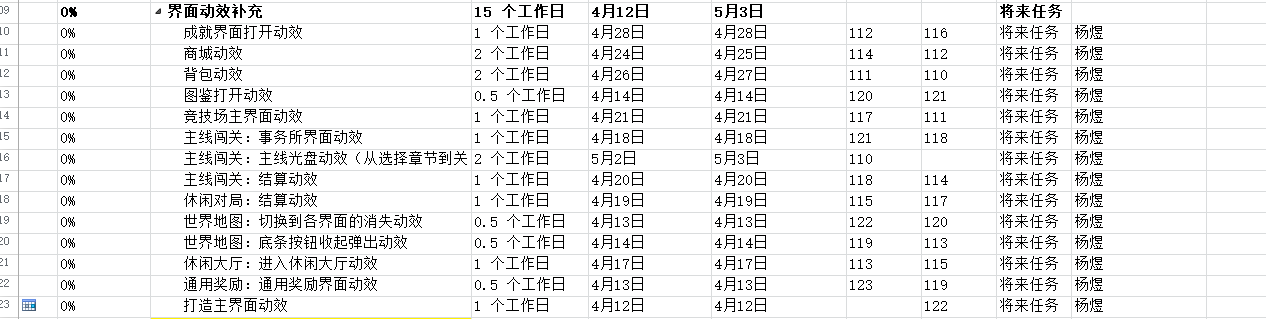 09 0% 界面动效补充 15 个工作日 4月12日 5月3日 将来任务
10 0% 成就界面打开动效 1 个工作日 4月28日 4月28日 112 116 将来任务 杨煜
11 0% 商城动效 2 个工作日 4月24日 4月25日 114 112 将来任务 杨煜
12 0% 背包动效 2 个工作日 4月26日 4月27日 111 110 将来任务 杨煜
13 0% 图鉴打开动效 0.5 个工作日 4月14日 4月14日 120 121 将来任务 杨煜
14 0% 竞技场主界面动效 1 个工作日 4月21日 4月21日 117 111 将来任务 杨煜
15 0% 主线闯关：事务所界面动效 1 个工作日 4月18日 4月18日 121 118 将来任务 杨煜
16 0% 主线闯关：主线光盘动效（从选择章节到关 2 个工作日 5月2日 5月3日 110 将来任务 杨煜
17 0% 主线闯关：结算动效 1 个工作日 4月20日 4月20日 118 114 将来任务 杨煜
18 0% 休闲对局：结算动效 1 个工作日 4月19日 4月19日 115 117 将来任务 杨煜
19 0% 世界地图：切换到各界面的消失动效 0.5 个工作日 4月13日 4月13日 122 120 将来任务 杨煜
20 0% 世界地图：底条按钮收起弹出动效 0.5 个工作日 4月14日 4月14日 119 113 将来任务 杨煜
21 0% 休闲大厅：进入休闲大厅动效 1 个工作日 4月17日 4月17日 113 115 将来任务 杨煜
22 0% 通用奖励：通用奖励界面动效 0.5 个工作日 4月13日 4月13日 123 119 将来任务 杨煜
23 0% 打造主界面动效 1 个工作日 4月12日 4月12日 122 将来任务 杨煜